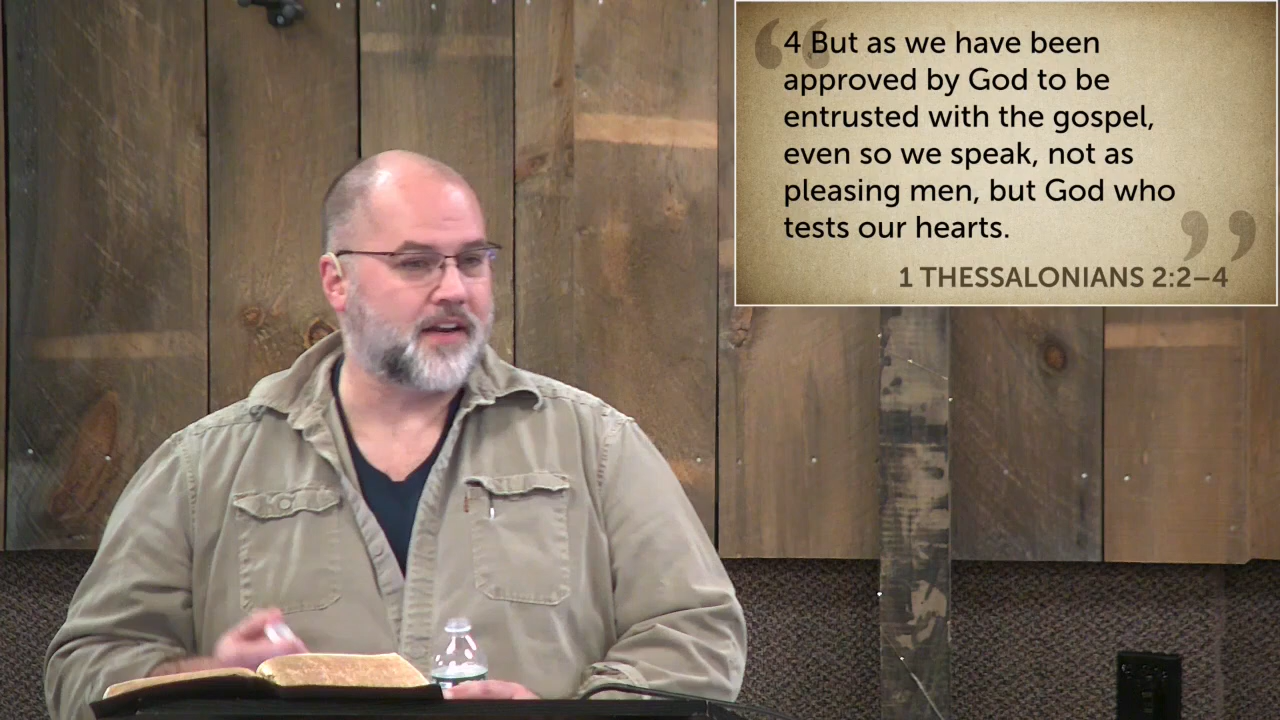 4 But as we have been
approved by God to be
entrusted with the gospel,
even so we speak, not as
pleasing men, but God who
tests our hearts.
1 THESSALONIANS 2:2–4